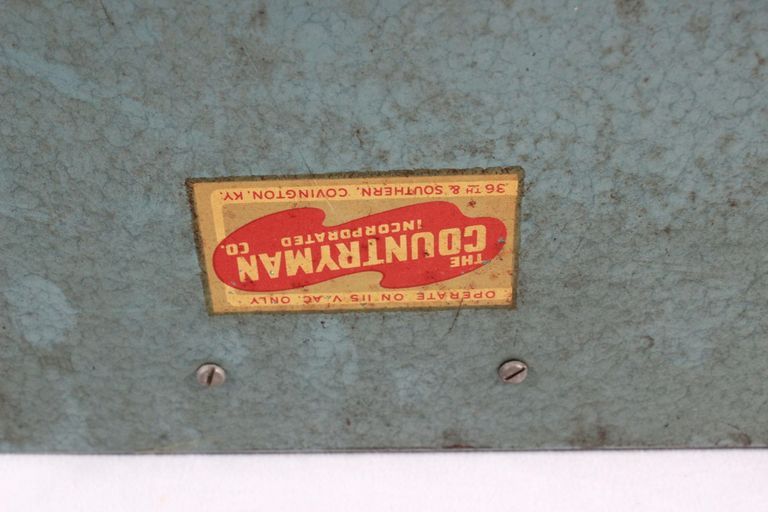 OPERATE ON 115 V. AC. ONLY
THE
COUNTRYMAN
CO.
INCORPORATED
36TH & SOUTHERN, COVINGTON, KY.